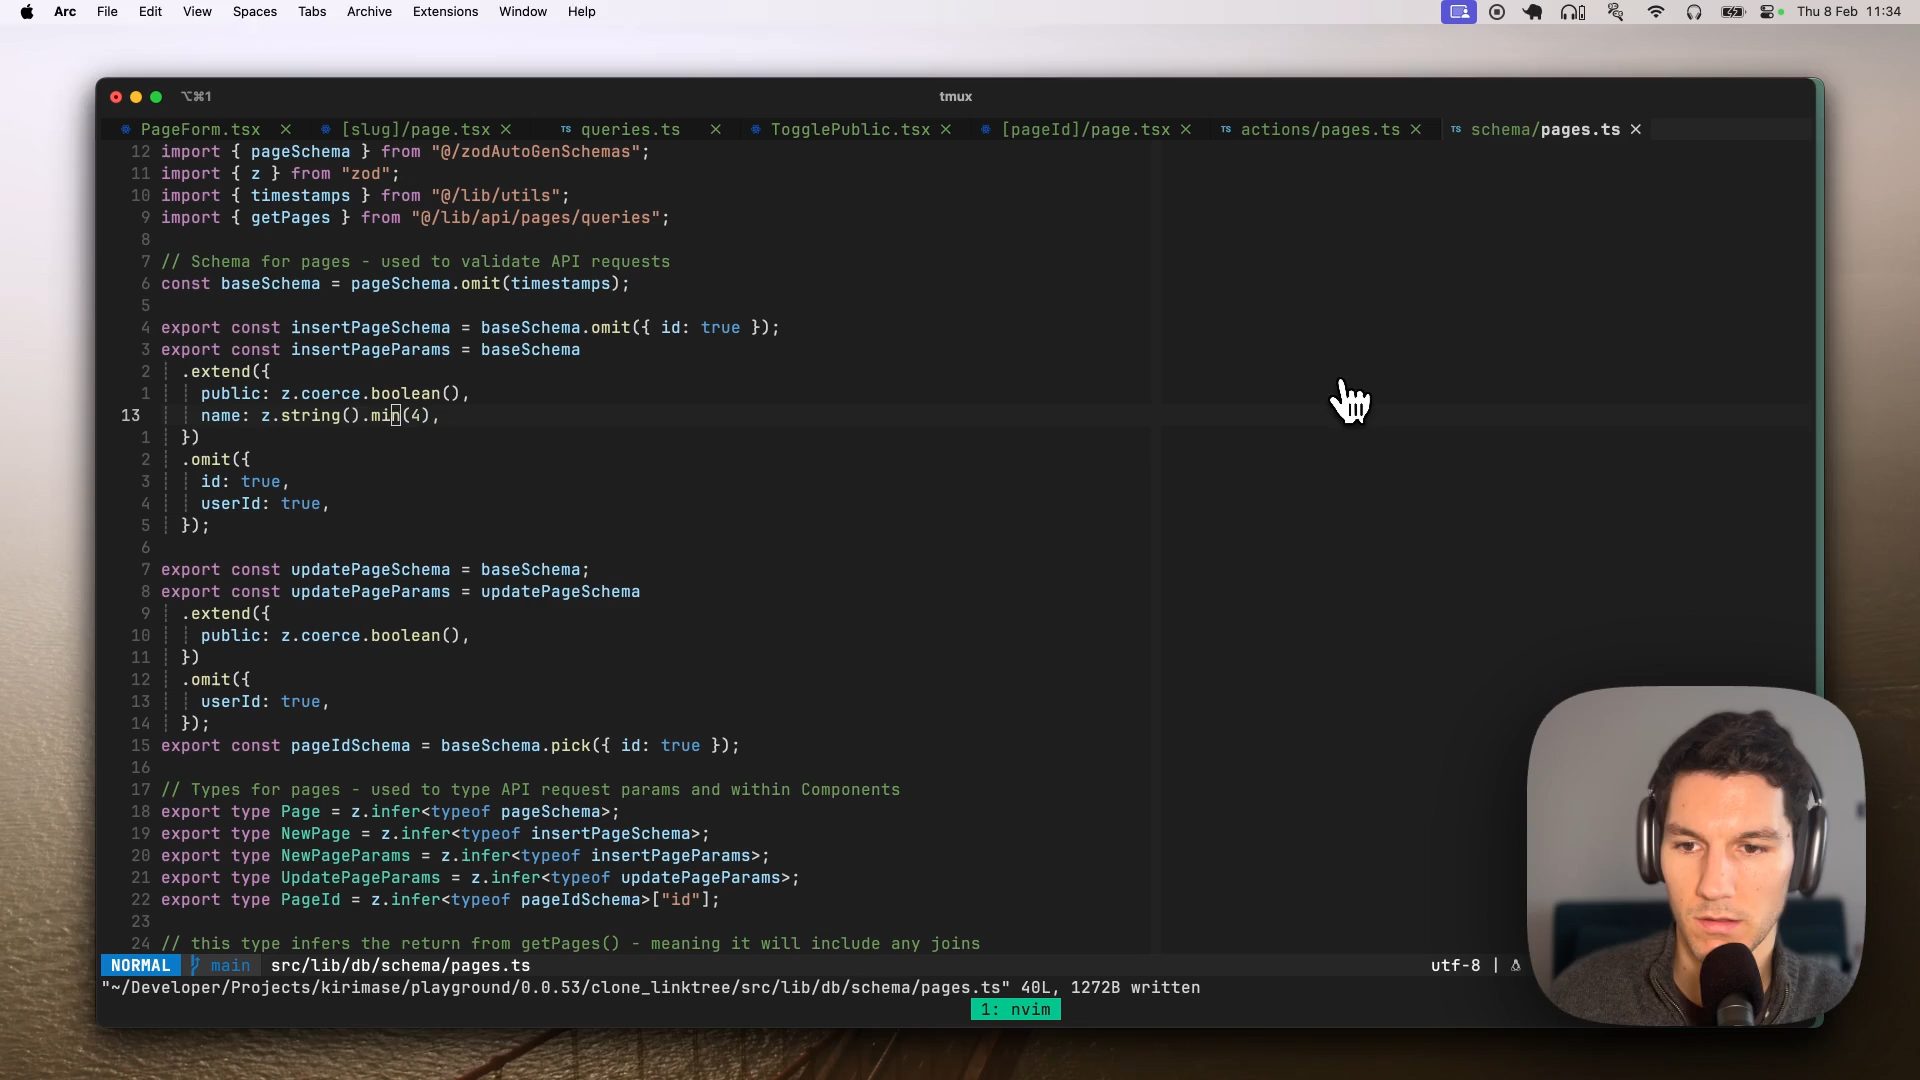 Arc File Edit View Spaces Tabs Archive Extensions Window Help Thu 8 Feb 11:34
⌥⌘1 tmux
PageForm.tsx × [slug]/page.tsx × TS queries.ts × TogglePublic.tsx × [pageId]/page.tsx × TS actions/pages.ts × TS schema/pages.ts ×
12 import { pageSchema } from "@/zodAutoGenSchemas";
11 import { z } from "zod";
10 import { timestamps } from "@/lib/utils";
9 import { getPages } from "@/lib/api/pages/queries";
8
7 // Schema for pages - used to validate API requests
6 const baseSchema = pageSchema.omit(timestamps);
5
4 export const insertPageSchema = baseSchema.omit({ id: true });
3 export const insertPageParams = baseSchema
2 .extend({
1 public: z.coerce.boolean(),
13 name: z.string().min(4),
1 })
2 .omit({
3 id: true,
4 userId: true,
5 });
6
7 export const updatePageSchema = baseSchema;
8 export const updatePageParams = updatePageSchema
9 .extend({
10 public: z.coerce.boolean(),
11 })
12 .omit({
13 userId: true,
14 });
15 export const pageIdSchema = baseSchema.pick({ id: true });
16
17 // Types for pages - used to type API request params and within Components
18 export type Page = z.infer<typeof pageSchema>;
19 export type NewPage = z.infer<typeof insertPageSchema>;
20 export type NewPageParams = z.infer<typeof insertPageParams>;
21 export type UpdatePageParams = z.infer<typeof updatePageParams>;
22 export type PageId = z.infer<typeof pageIdSchema>["id"];
23
24 // this type infers the return from getPages() - meaning it will include any joins
NORMAL main src/lib/db/schema/pages.ts utf-8 |
"~/Developer/Projects/kirimase/playground/0.0.53/clone_linktree/src/lib/db/schema/pages.ts" 40L, 1272B written
1: nvim